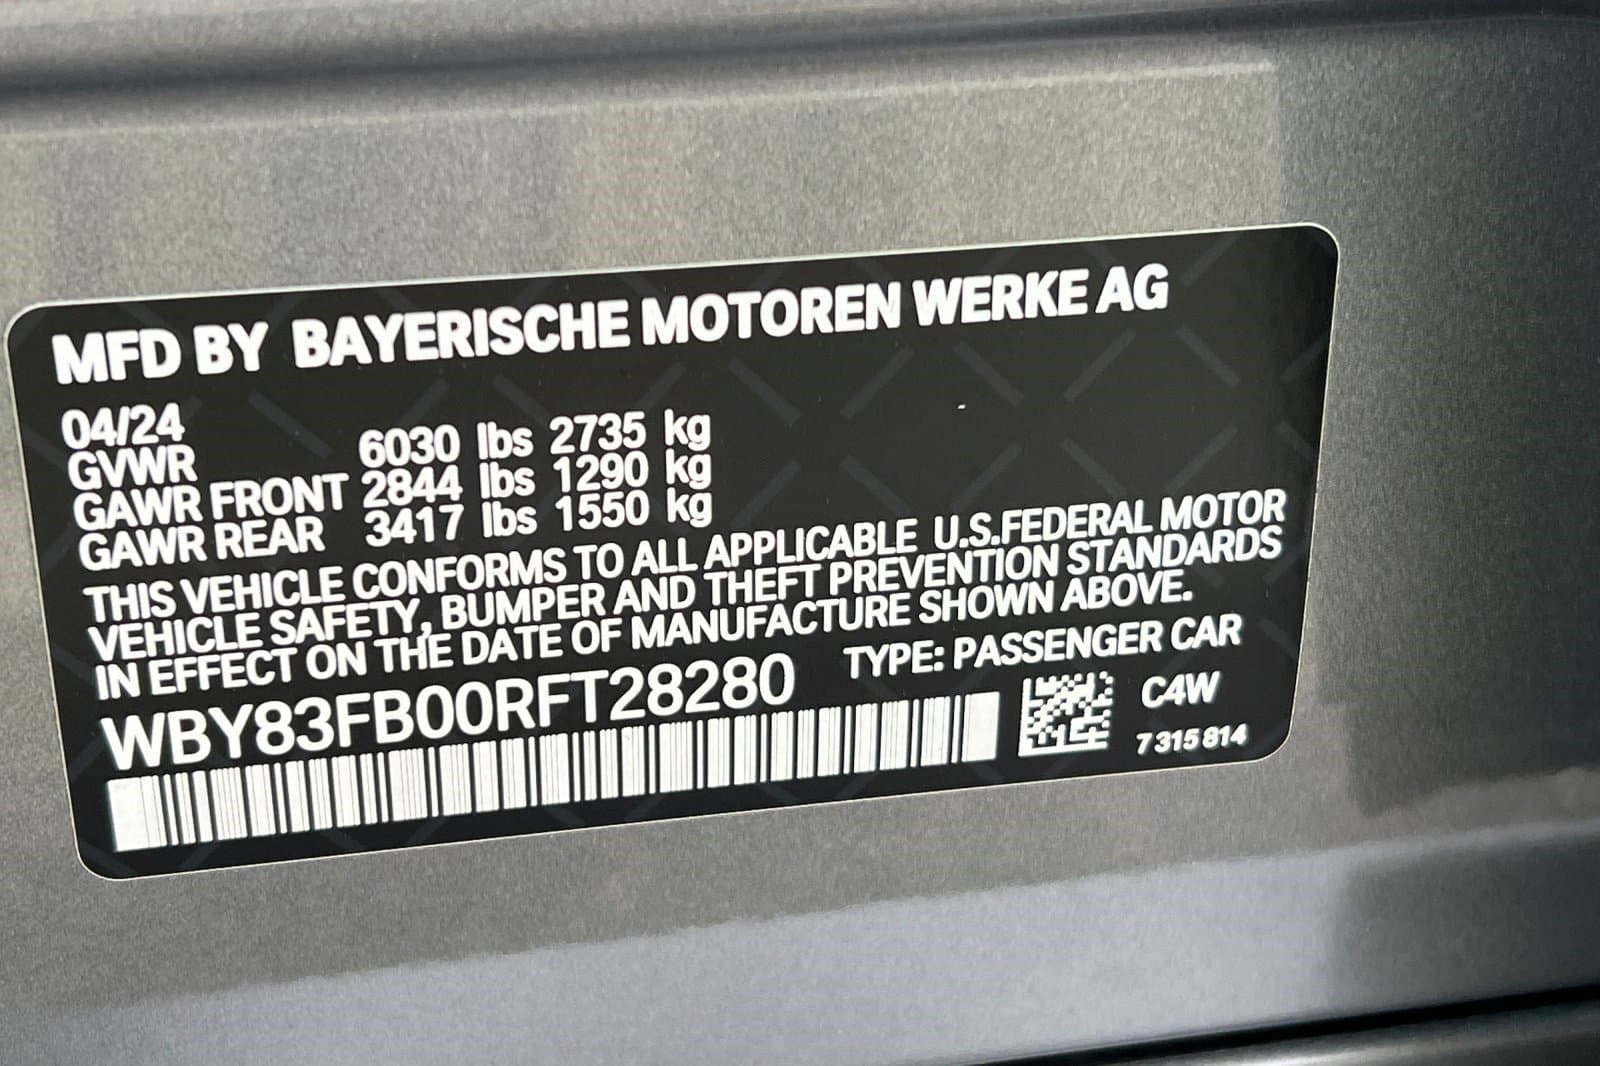 MFD BY BAYERISCHE MOTOREN WERKE AG
04/24
GVWR 6030 lbs 2735 kg
GAWR FRONT 2844 lbs 1290 kg
GAWR REAR 3417 lbs 1550 kg
THIS VEHICLE CONFORMS TO ALL APPLICABLE U.S.FEDERAL MOTOR
VEHICLE SAFETY, BUMPER AND THEFT PREVENTION STANDARDS
IN EFFECT ON THE DATE OF MANUFACTURE SHOWN ABOVE.
WBY83FB00RFT28280 TYPE: PASSENGER CAR
C4W
7 315 814